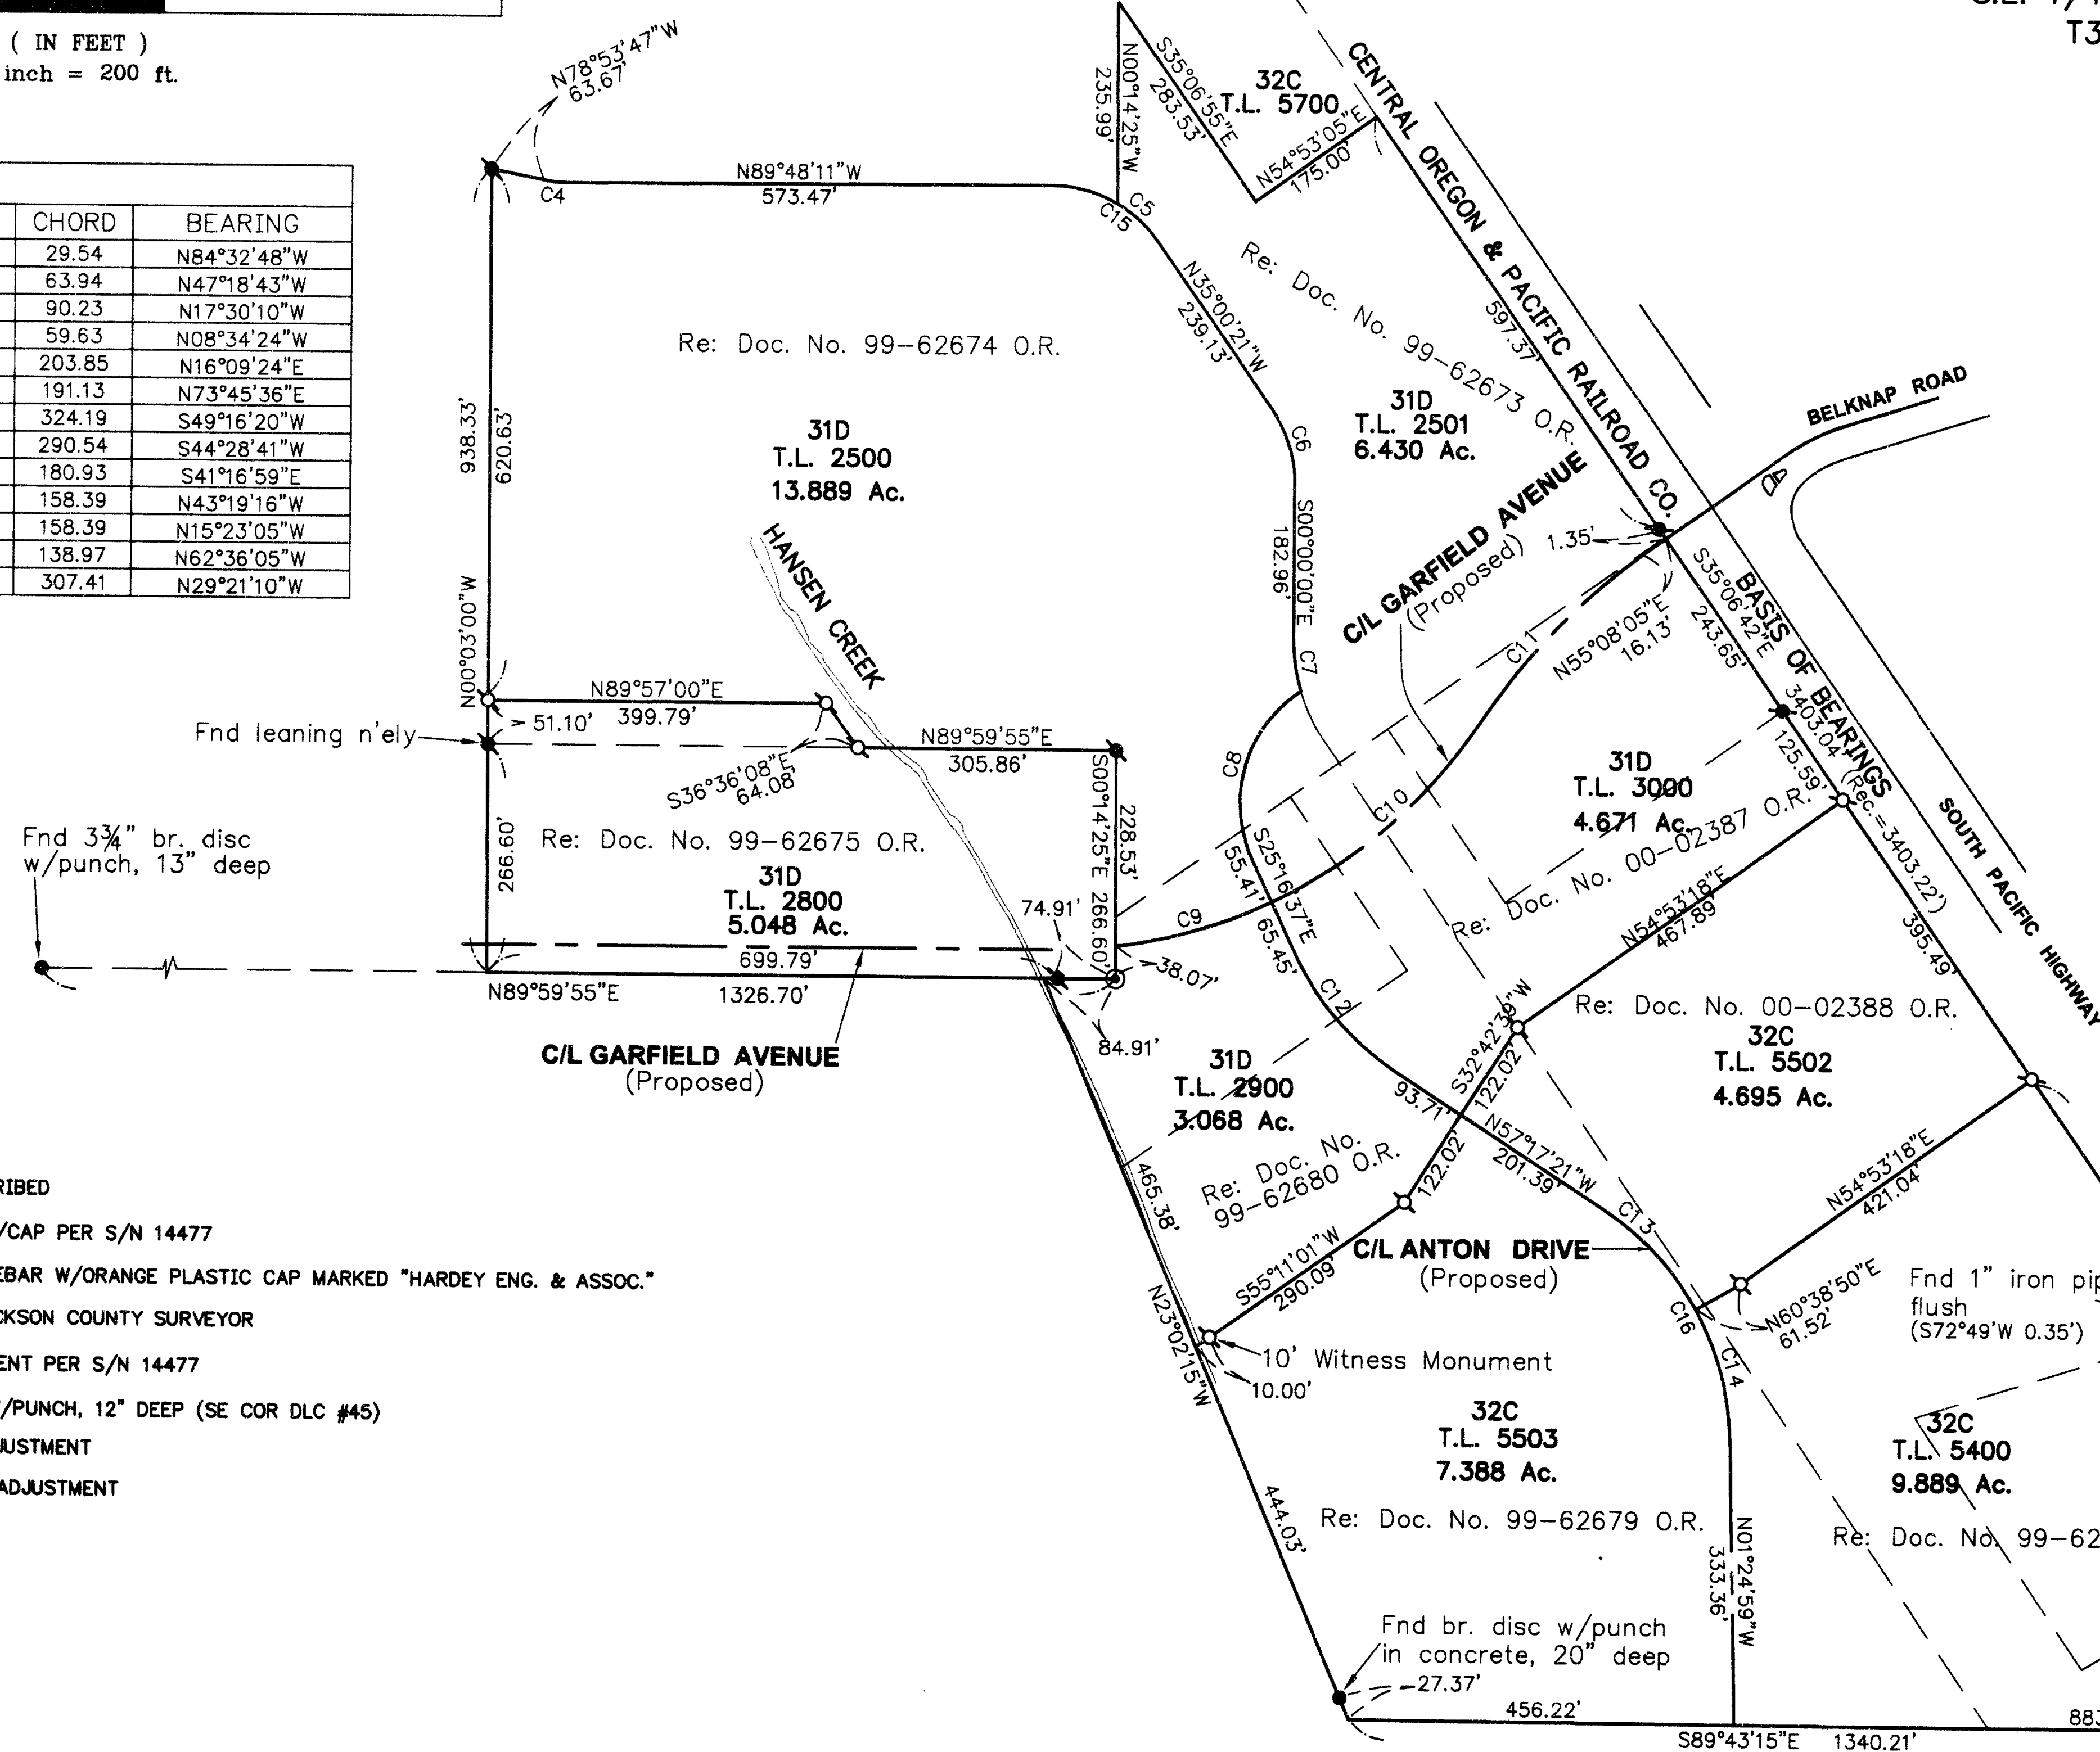 ( IN FEET )
inch = 200 ft.
CHORD BEARING
29.54 N84°32'48"W
63.94 N47°18'43"W
90.23 N17°30'10"W
59.63 N08°34'24"W
203.85 N16°09'24"E
191.13 N73°45'36"E
324.19 S49°16'20"W
290.54 S44°28'41"W
180.93 S41°16'59"E
158.39 N43°19'16"W
158.39 N15°23'05"W
138.97 N62°36'05"W
307.41 N29°21'10"W
N78°53'47"W
63.67'
C4
N89°48'11"W
573.47'
N00°14'25"W
235.99'
S35°06'55"E
283.53'
32C
T.L. 5700
N54°53'05"E
175.00'
C5
C15
T3
CENTRAL OREGON & PACIFIC RAILROAD CO.
597.37'
N35°00'21"W
239.13'
Re: Doc. No. 99-62673 O.R.
31D
T.L. 2501
6.430 Ac.
Re: Doc. No. 99-62674 O.R.
31D
T.L. 2500
13.889 Ac.
938.33'
620.63'
N00°03'00"W
HANSEN CREEK
C6
S00°00'00"E
182.96'
C7
C8
C/L GARFIELD AVENUE
(Proposed)
1.35'
BELKNAP ROAD
N55°08'05"E
16.13'
C11
C10
C9
S35°06'42"E
243.65'
BASIS OF BEARINGS
3403.04'
(Rec.=3403.22')
125.59'
395.49'
SOUTH PACIFIC HIGHWAY
N89°57'00"E
399.79'
51.10'
Fnd leaning n'ely
S36°36'08"E
64.08'
N89°59'55"E
305.86'
S00°14'25"E 266.60'
228.53'
Fnd 3¾" br. disc
w/punch, 13" deep
266.60'
Re: Doc. No. 99-62675 O.R.
31D
T.L. 2800
5.048 Ac.
74.91'
38.07'
84.91'
699.79'
N89°59'55"E 1326.70'
C/L GARFIELD AVENUE
(Proposed)
31D
T.L. 3000
4.671 Ac.
Re: Doc. No. 00-02387 O.R.
N54°53'18"E
467.89'
S25°16'37"E
55.41'
65.45'
C12
93.71'
S32°42'39"W
122.02'
122.02'
31D
T.L. 2900
3.068 Ac.
Re: Doc. No.
99-62680 O.R.
Re: Doc. No. 00-02388 O.R.
32C
T.L. 5502
4.695 Ac.
N57°17'21"W
201.39'
C13
N54°53'18"E
421.04'
C/L ANTON DRIVE
(Proposed)
S55°11'01"W
290.09'
465.38'
N23°02'15"W
10' Witness Monument
10.00'
C16
C14
N60°38'50"E
61.52'
Fnd 1" iron pip
flush
(S72°49'W 0.35')
32C
T.L. 5503
7.388 Ac.
Re: Doc. No. 99-62679 O.R.
444.03'
32C
T.L. 5400
9.889 Ac.
Re: Doc. No. 99-62
N01°24'59"W
333.36'
Fnd br. disc w/punch
in concrete, 20" deep
27.37'
456.22'
883
S89°43'15"E 1340.21'
RIBED
/CAP PER S/N 14477
EBAR W/ORANGE PLASTIC CAP MARKED "HARDEY ENG. & ASSOC."
CKSON COUNTY SURVEYOR
ENT PER S/N 14477
/PUNCH, 12" DEEP (SE COR DLC #45)
JUSTMENT
ADJUSTMENT